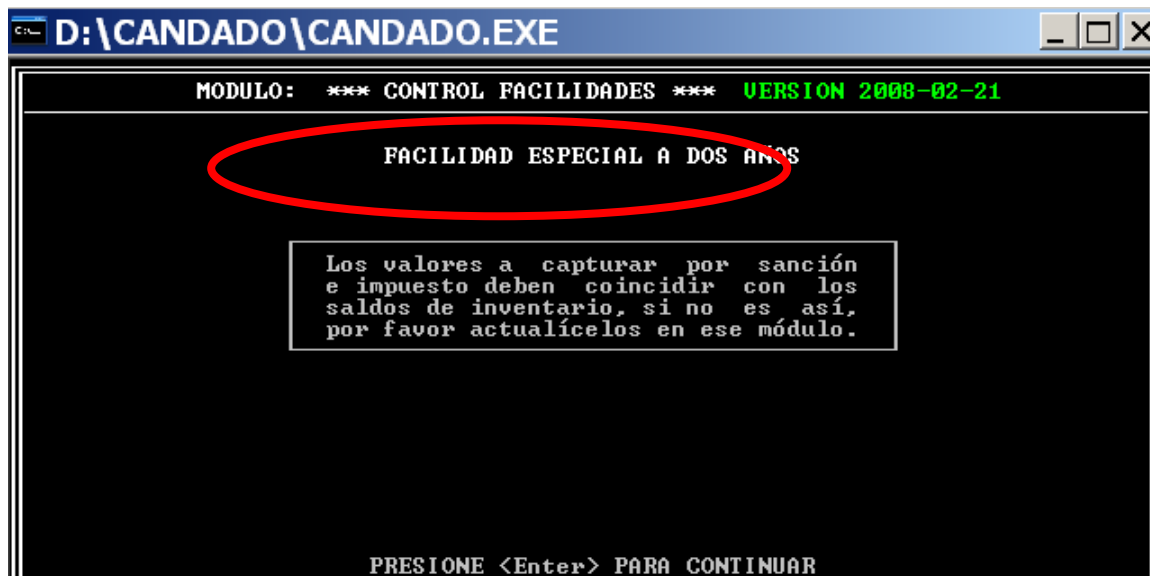 D:\CANDADO\CANDADO.EXE
MODULO: *** CONTROL FACILIDADES *** VERSION 2008-02-21
FACILIDAD ESPECIAL A DOS AÑOS
Los valores a capturar por sanción
e impuesto deben coincidir con los
saldos de inventario, si no es así,
por favor actualícelos en ese módulo.
PRESIONE <Enter> PARA CONTINUAR